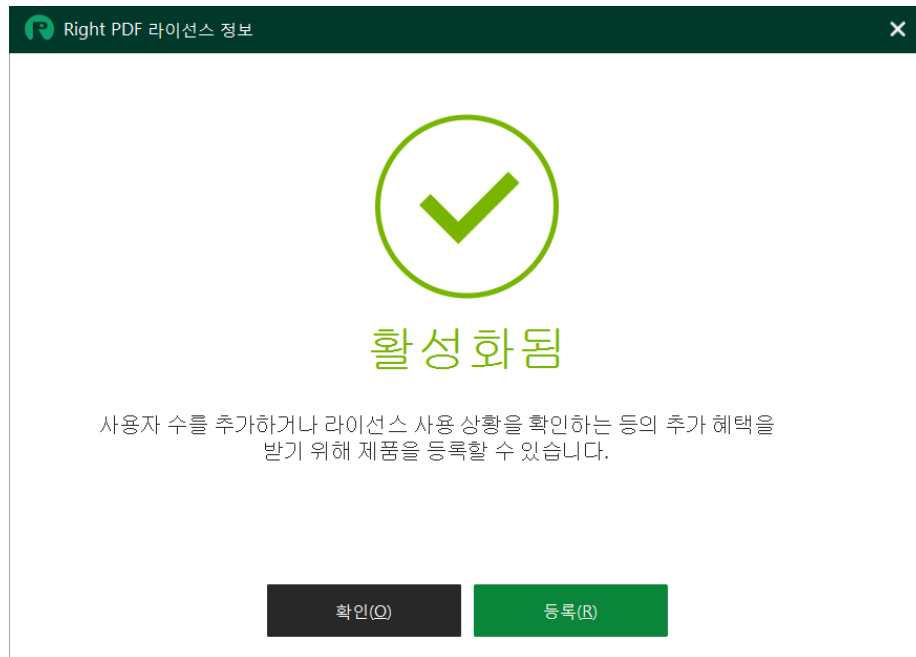 Right PDF 라이선스 정보
활성화됨
사용자 수를 추가하거나 라이선스 사용 상황을 확인하는 등의 추가 혜택을
받기 위해 제품을 등록할 수 있습니다.
확인(O)
등록(R)